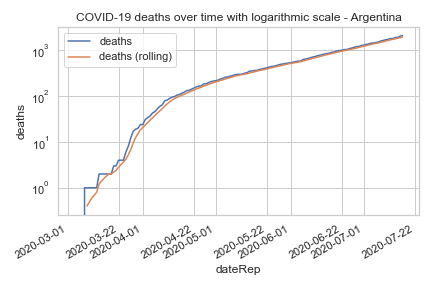 COVID-19 deaths over time with logarithmic scale - Argentina
deaths
deaths (rolling)
10³
10²
10¹
10⁰
deaths
2020-03-01
2020-03-22
2020-04-01
2020-04-22
2020-05-01
2020-05-22
2020-06-01
2020-06-22
2020-07-01
2020-07-22
dateRep